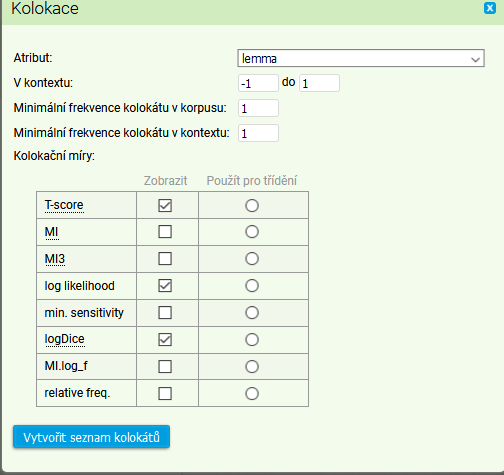 Kolokace
Atribut: lemma
V kontextu: -1 do 1
Minimální frekvence kolokátu v korpusu: 1
Minimální frekvence kolokátu v kontextu: 1
Kolokační míry:
Zobrazit Použít pro třídění
T-score
MI
MI3
log likelihood
min. sensitivity
logDice
MI.log_f
relative freq.
Vytvořit seznam kolokátů